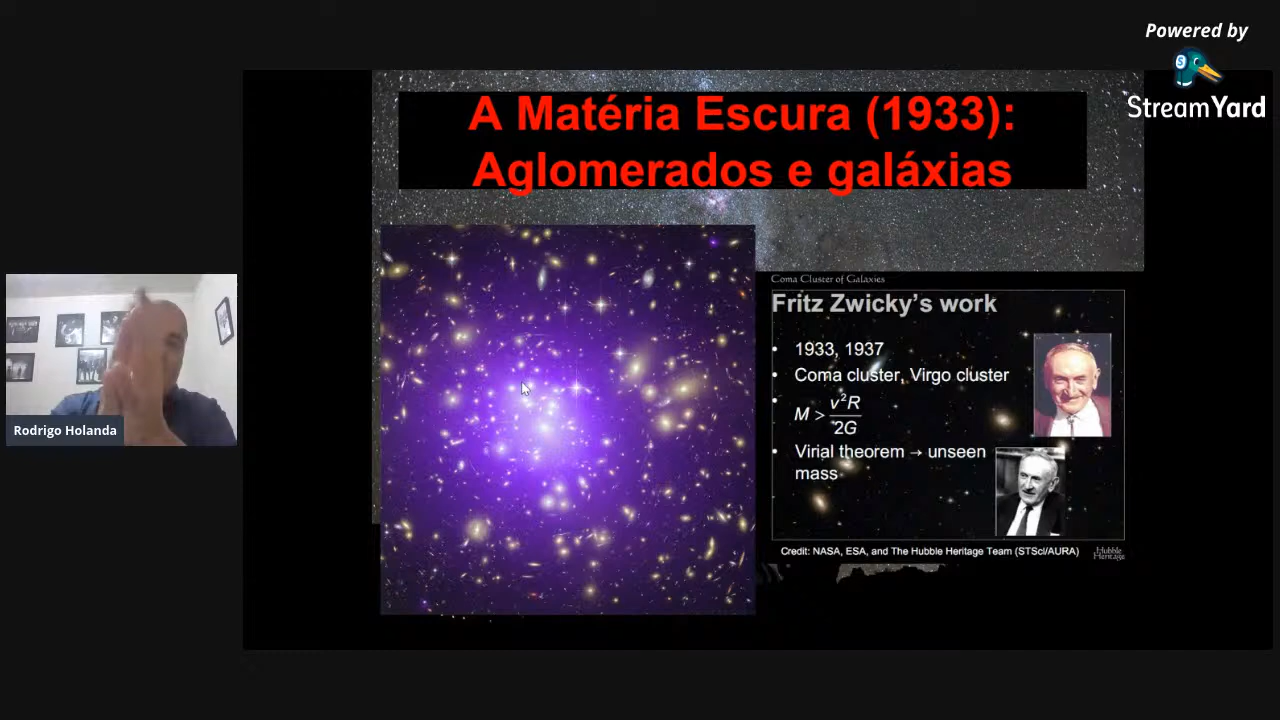 Powered by
StreamYard
A Matéria Escura (1933):
Aglomerados e galáxias
Coma Cluster of Galaxies
Fritz Zwicky's work
• 1933, 1937
• Coma cluster, Virgo cluster
• M > v²R / 2G
• Virial theorem → unseen
mass
Credit: NASA, ESA, and The Hubble Heritage Team (STScI/AURA)
Hubble
Heritage
Rodrigo Holanda